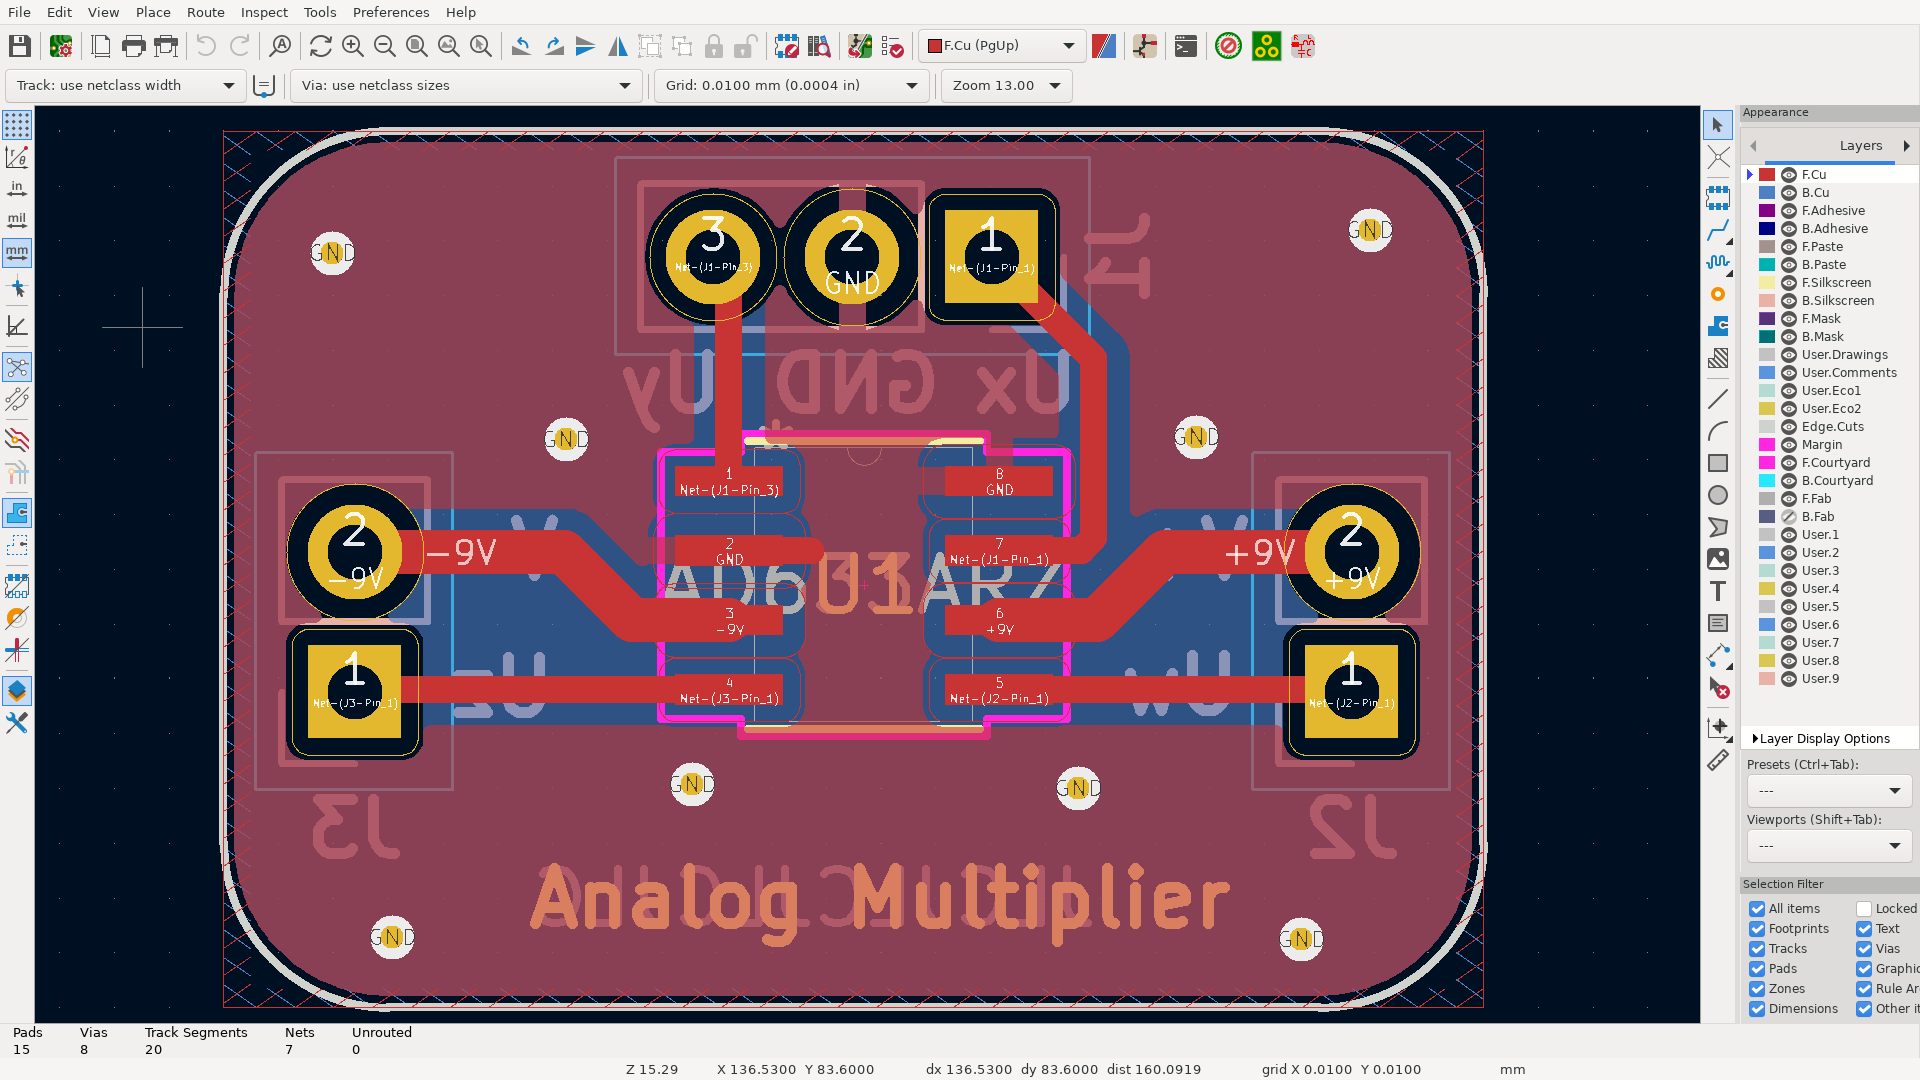 File Edit View Place Route Inspect Tools Preferences Help
F.Cu (PgUp)
Track: use netclass width
Via: use netclass sizes
Grid: 0.0100 mm (0.0004 in)
Zoom 13.00
in
mil
mm
3
Net-(J1-Pin_3)
2
GND
1
Net-(J1-Pin_1)
J1
GND
GND
Uy GND Ux
GND
GND
1
Net-(J1-Pin_3)
8
GND
2
GND
7
Net-(J1-Pin_1)
3
-9V
6
+9V
4
Net-(J3-Pin_1)
5
Net-(J2-Pin_1)
U1
2
-9V
-9V
1
Net-(J3-Pin_1)
Uz
+9V
2
+9V
1
Net-(J2-Pin_1)
Uw
GND
GND
J3
J2
Analog Multiplier
GND
GND
Appearance
Layers
F.Cu
B.Cu
F.Adhesive
B.Adhesive
F.Paste
B.Paste
F.Silkscreen
B.Silkscreen
F.Mask
B.Mask
User.Drawings
User.Comments
User.Eco1
User.Eco2
Edge.Cuts
Margin
F.Courtyard
B.Courtyard
F.Fab
B.Fab
User.1
User.2
User.3
User.4
User.5
User.6
User.7
User.8
User.9
Layer Display Options
Presets (Ctrl+Tab):
---
Viewports (Shift+Tab):
---
Selection Filter
All items Locked
Footprints Text
Tracks Vias
Pads Graphic
Zones Rule Ar
Dimensions Other it
Pads Vias Track Segments Nets Unrouted
15 8 20 7 0
Z 15.29 X 136.5300 Y 83.6000 dx 136.5300 dy 83.6000 dist 160.0919 grid X 0.0100 Y 0.0100 mm